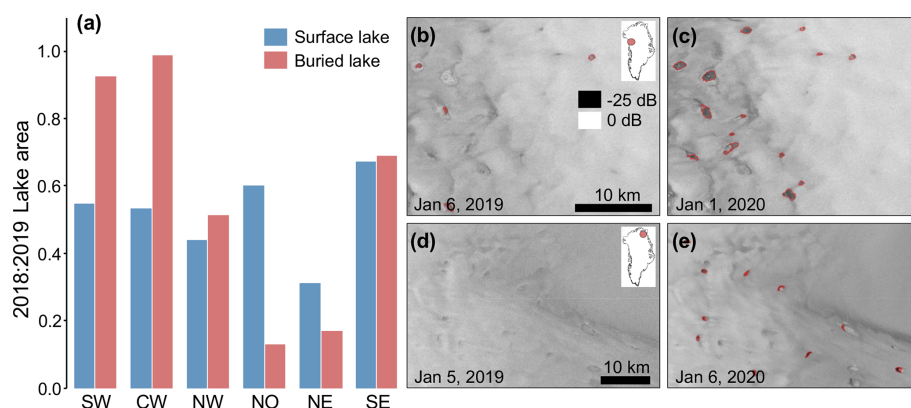 (a)
Surface lake
Buried lake
2018:2019 Lake area
1.0
0.8
0.6
0.4
0.2
0.0
SW CW NW NO NE SE
(b)
-25 dB
0 dB
10 km
Jan 6, 2019
(c)
Jan 1, 2020
(d)
10 km
Jan 5, 2019
(e)
Jan 6, 2020